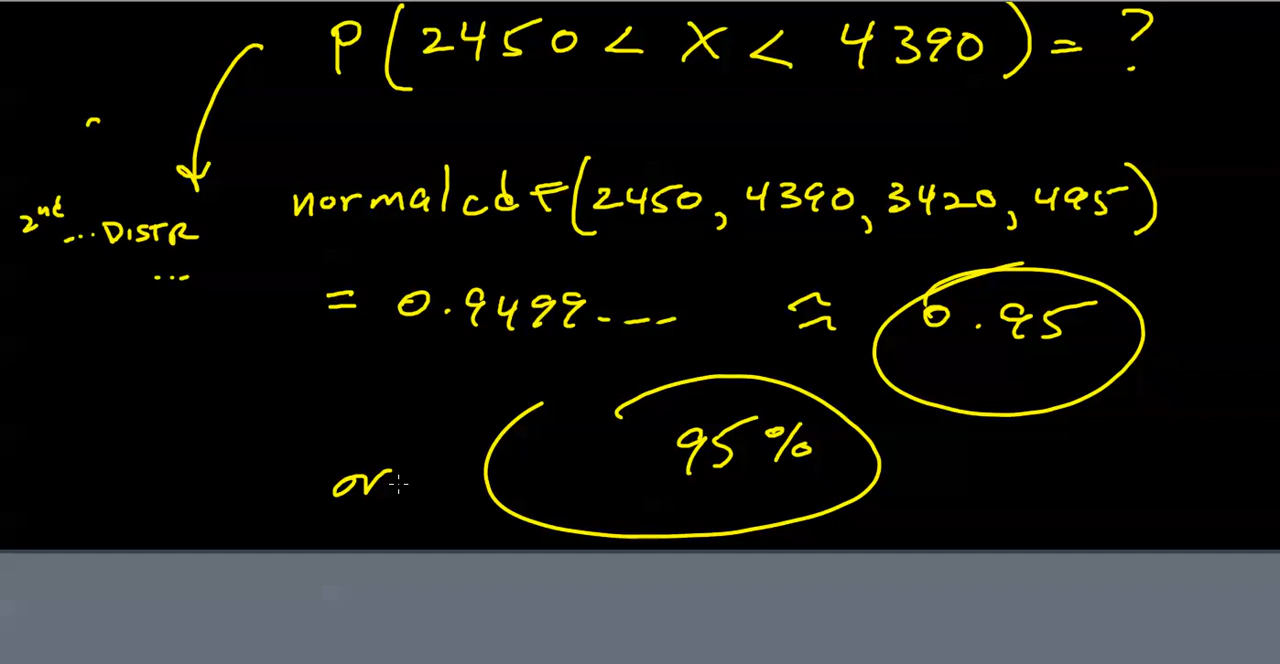 P(2450 < X < 4390) = ?
normalcdf(2450, 4390, 3420, 495)
2nd ... DISTR
...
= 0.9499... ≈ 0.95
or 95%